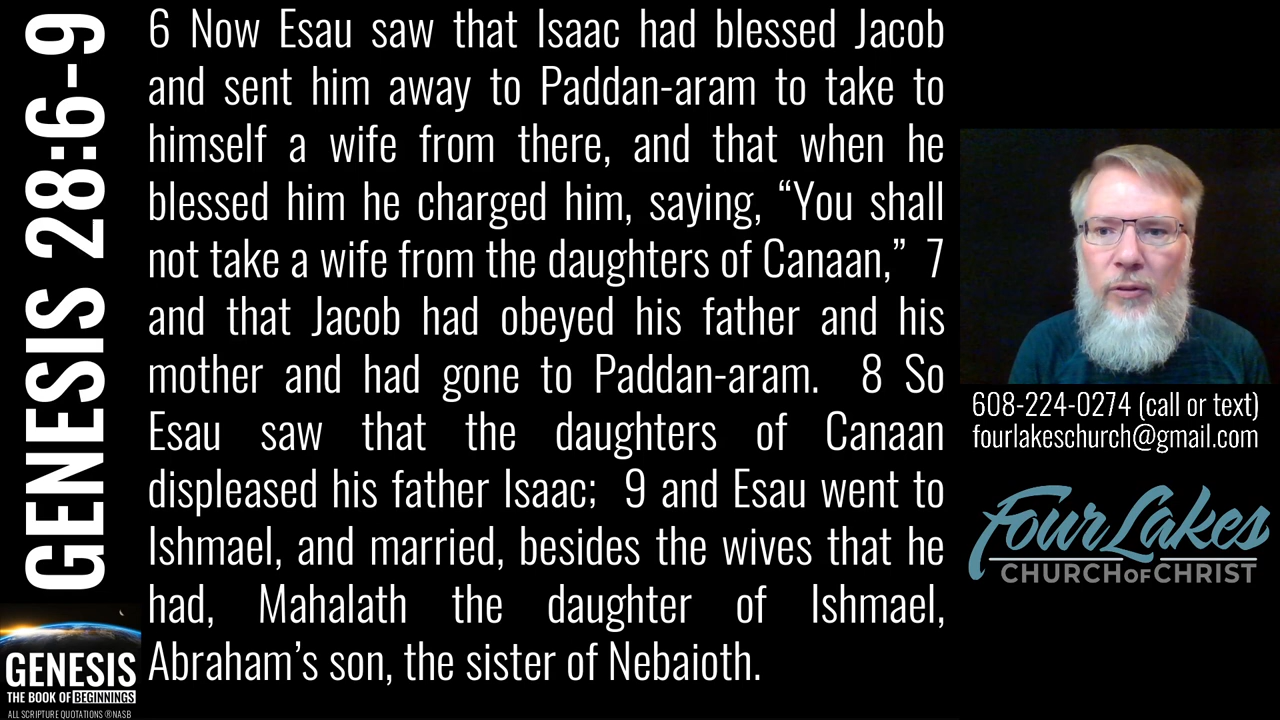 GENESIS 28:6-9
6 Now Esau saw that Isaac had blessed Jacob
and sent him away to Paddan-aram to take to
himself a wife from there, and that when he
blessed him he charged him, saying, “You shall
not take a wife from the daughters of Canaan,” 7
and that Jacob had obeyed his father and his
mother and had gone to Paddan-aram. 8 So
Esau saw that the daughters of Canaan
displeased his father Isaac; 9 and Esau went to
Ishmael, and married, besides the wives that he
had, Mahalath the daughter of Ishmael,
Abraham’s son, the sister of Nebaioth.
GENESIS
THE BOOK OF BEGINNINGS
ALL SCRIPTURE QUOTATIONS ®NASB
608-224-0274 (call or text)
fourlakeschurch@gmail.com
Four Lakes
CHURCH OF CHRIST